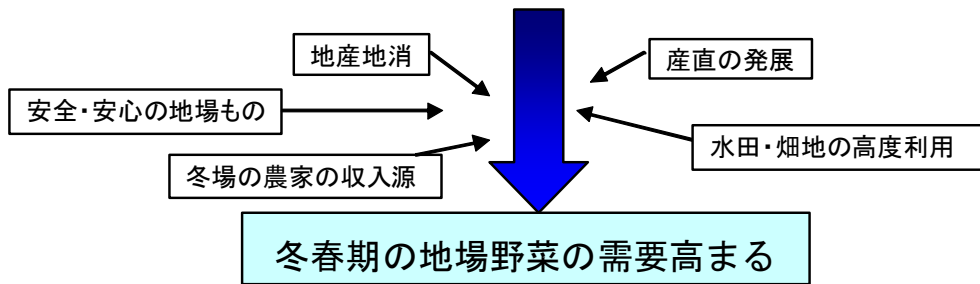 地産地消
産直の発展
安全・安心の地場もの
水田・畑地の高度利用
冬場の農家の収入源
冬春期の地場野菜の需要高まる